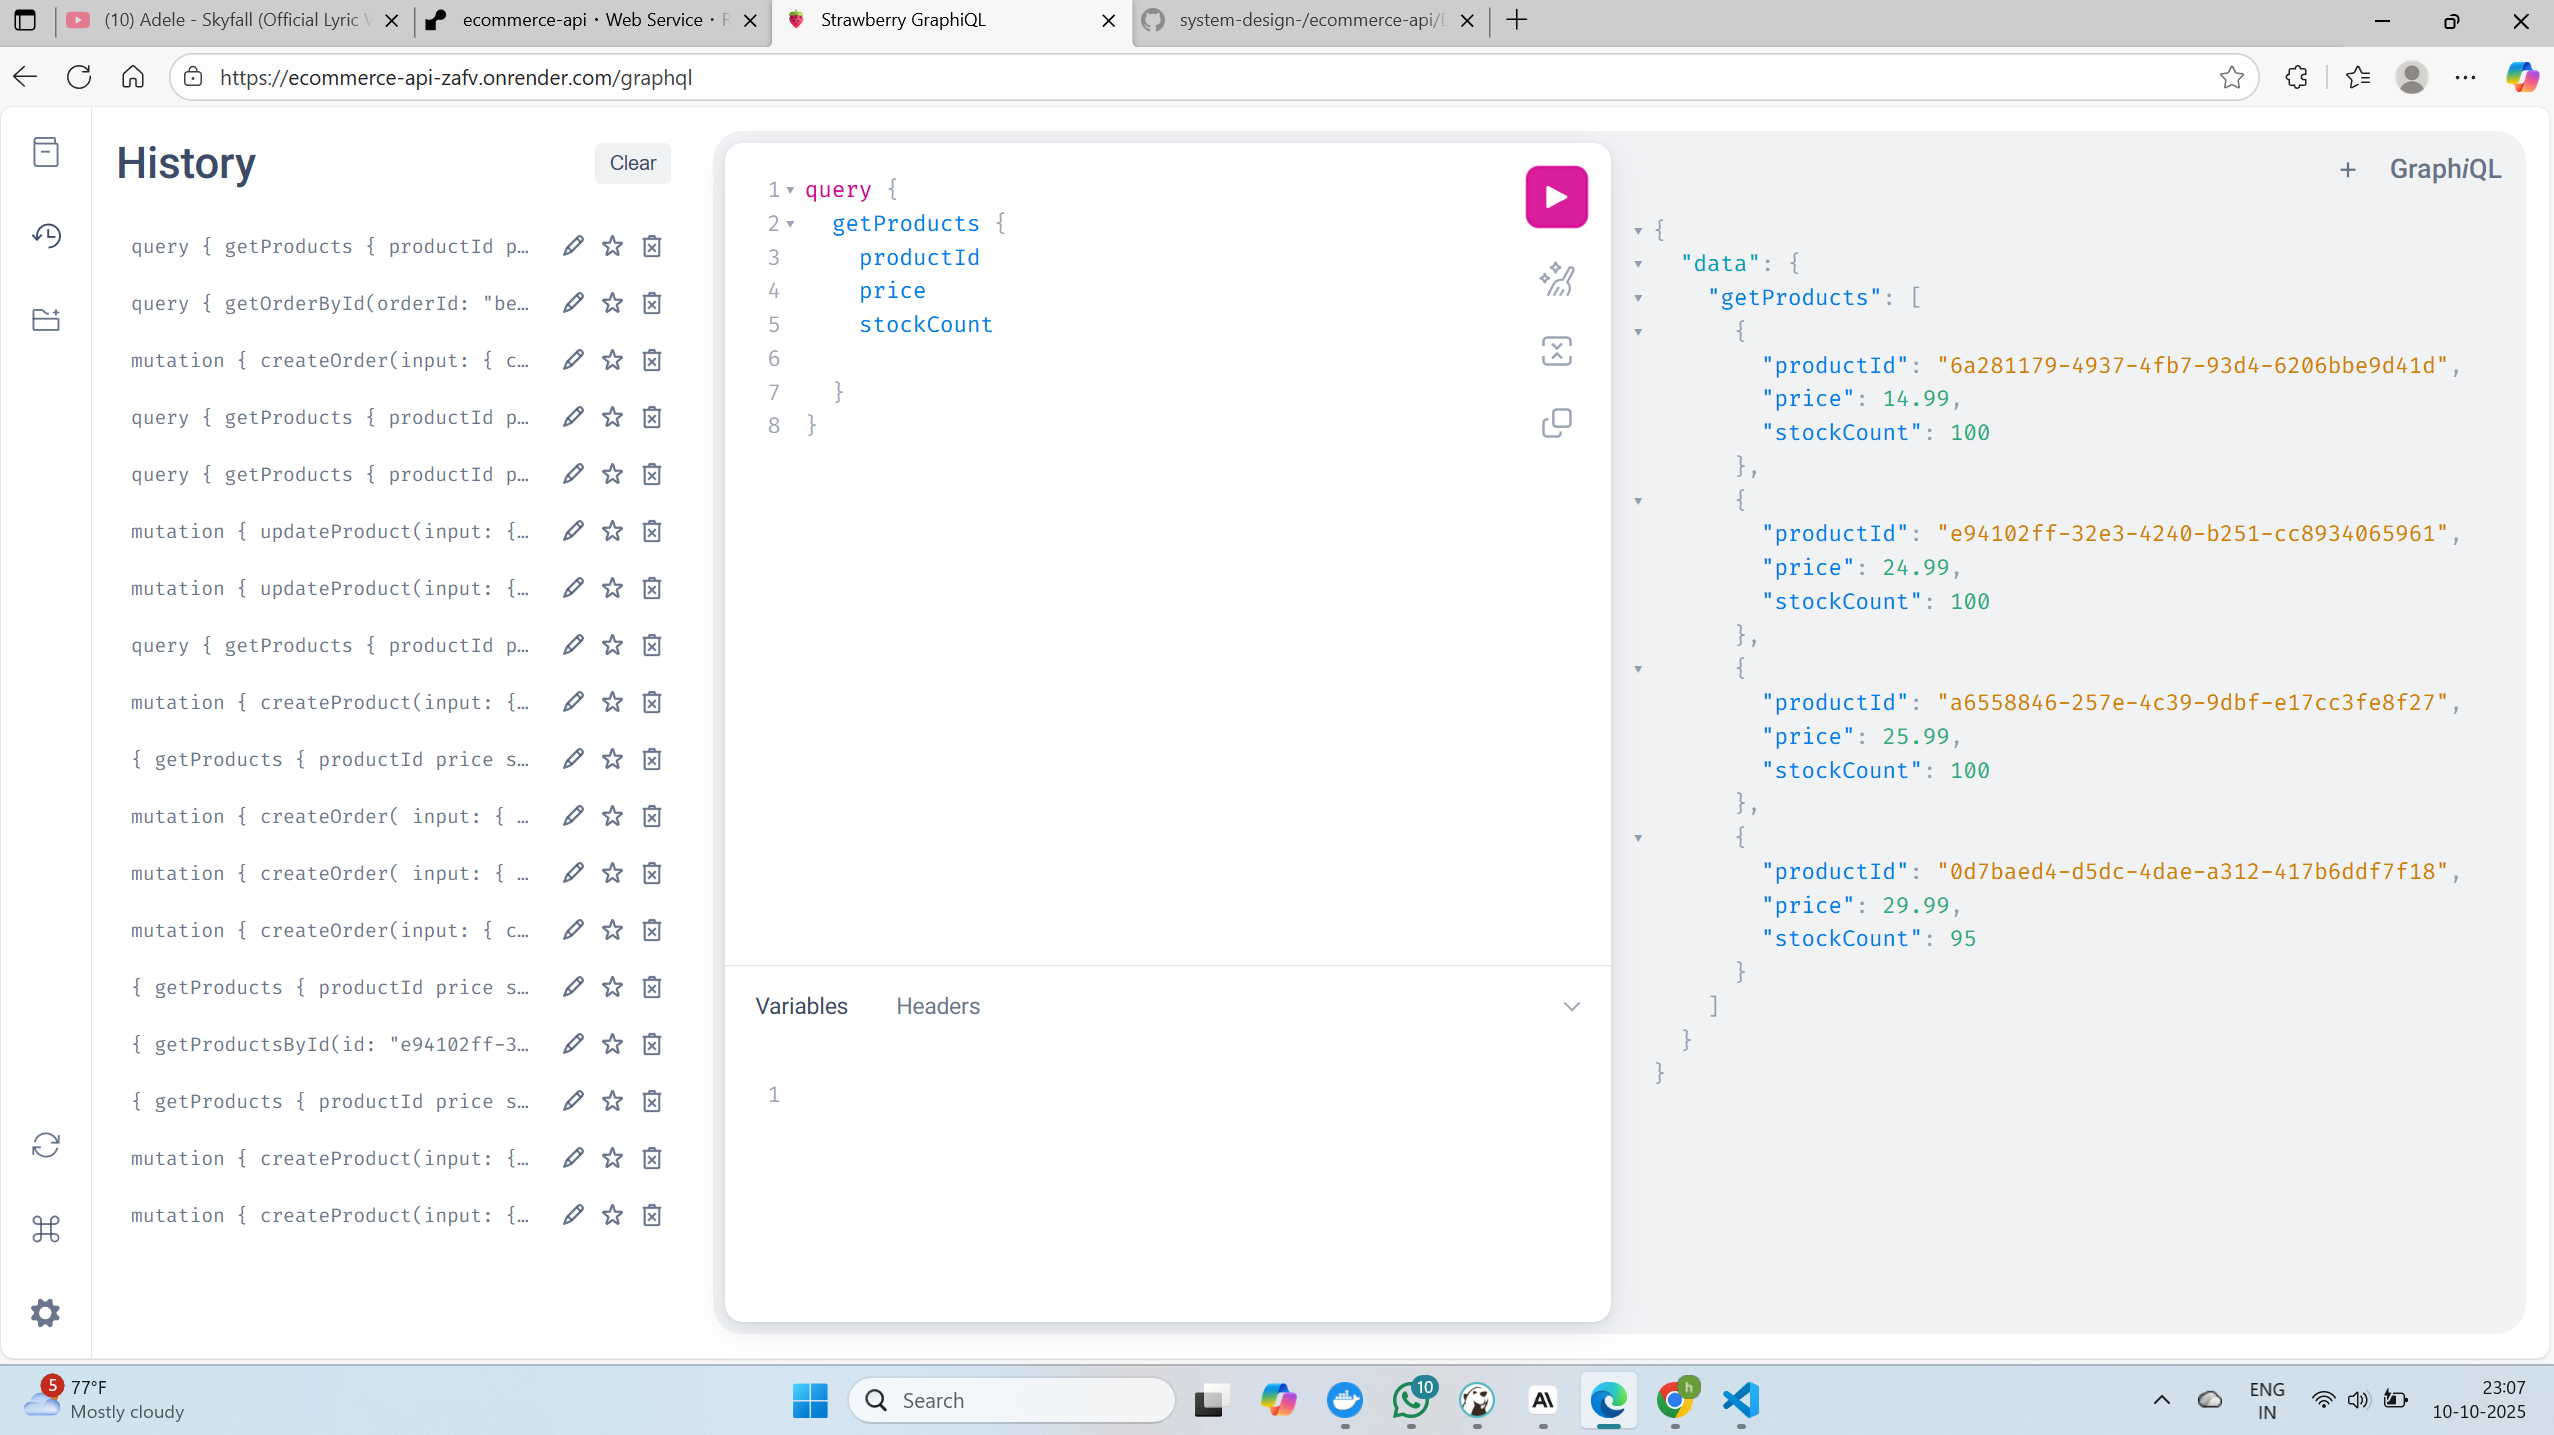 (10) Adele - Skyfall (Official Lyric V
ecommerce-api · Web Service · R
Strawberry GraphiQL
system-design-/ecommerce-api/
https://ecommerce-api-zafv.onrender.com/graphql
History
Clear
query { getProducts { productId p…
query { getOrderById(orderId: "be…
mutation { createOrder(input: { c…
query { getProducts { productId p…
query { getProducts { productId p…
mutation { updateProduct(input: {…
mutation { updateProduct(input: {…
query { getProducts { productId p…
mutation { createProduct(input: {…
{ getProducts { productId price s…
mutation { createOrder( input: { …
mutation { createOrder( input: { …
mutation { createOrder(input: { c…
{ getProducts { productId price s…
{ getProductsById(id: "e94102ff-3…
{ getProducts { productId price s…
mutation { createProduct(input: {…
mutation { createProduct(input: {…
1 query {
2 getProducts {
3 productId
4 price
5 stockCount
6
7 }
8 }
Variables Headers
1
+ GraphiQL
{
"data": {
"getProducts": [
{
"productId": "6a281179-4937-4fb7-93d4-6206bbe9d41d",
"price": 14.99,
"stockCount": 100
},
{
"productId": "e94102ff-32e3-4240-b251-cc8934065961",
"price": 24.99,
"stockCount": 100
},
{
"productId": "a6558846-257e-4c39-9dbf-e17cc3fe8f27",
"price": 25.99,
"stockCount": 100
},
{
"productId": "0d7baed4-d5dc-4dae-a312-417b6ddf7f18",
"price": 29.99,
"stockCount": 95
}
]
}
}
5
77°F
Mostly cloudy
Search
10
h
ENG
IN
23:07
10-10-2025